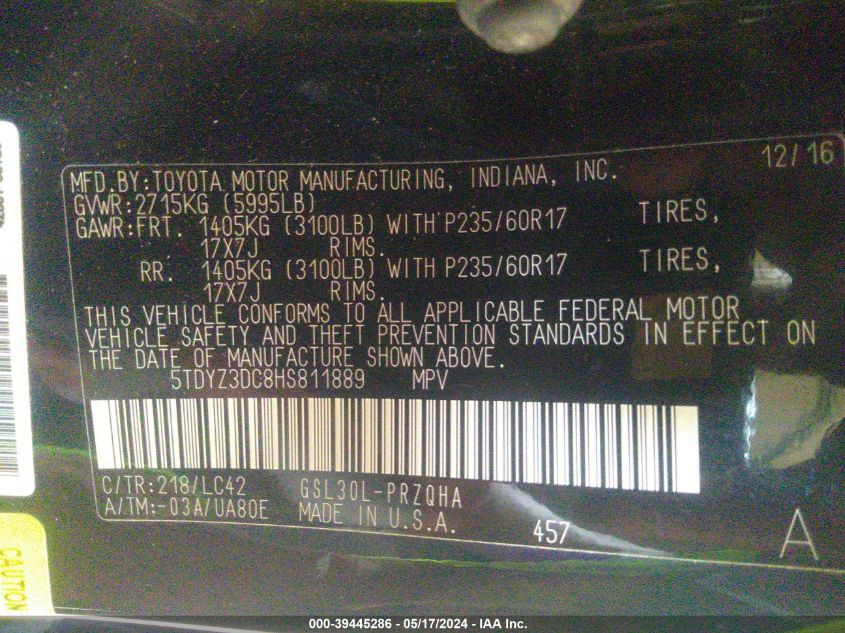 12/16
MFD.BY:TOYOTA MOTOR MANUFACTURING, INDIANA, INC.
GVWR:2715KG (5995LB)
GAWR:FRT. 1405KG (3100LB) WITH P235/60R17 TIRES,
17X7J RIMS.
RR. 1405KG (3100LB) WITH P235/60R17 TIRES,
17X7J RIMS.
THIS VEHICLE CONFORMS TO ALL APPLICABLE FEDERAL MOTOR
VEHICLE SAFETY AND THEFT PREVENTION STANDARDS IN EFFECT ON
THE DATE OF MANUFACTURE SHOWN ABOVE.
5TDYZ3DC8HS811889 MPV
C/TR:218/LC42 GSL30L-PRZQHA
A/TM:-03A/UA80E MADE IN U.S.A.
457 A
CAUTION
000-39445286 - 05/17/2024 - IAA Inc.